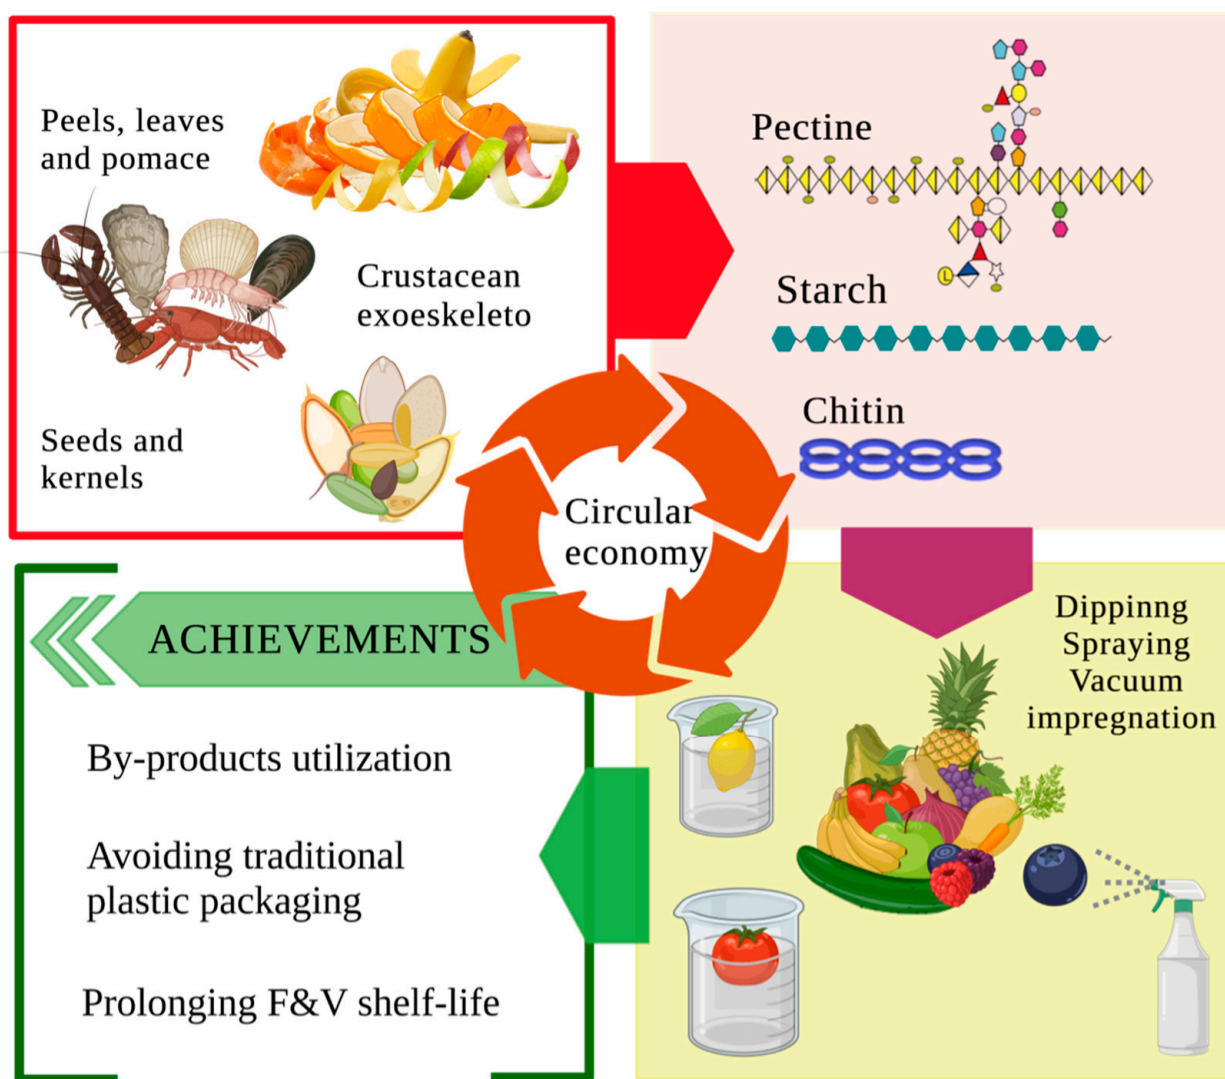 Peels, leaves
and pomace
Crustacean
exoeskeleto
Seeds and
kernels
Pectine
L
Starch
Chitin
Circular
economy
Dippinng
Spraying
Vacuum
impregnation
ACHIEVEMENTS
By-products utilization
Avoiding traditional
plastic packaging
Prolonging F&V shelf-life